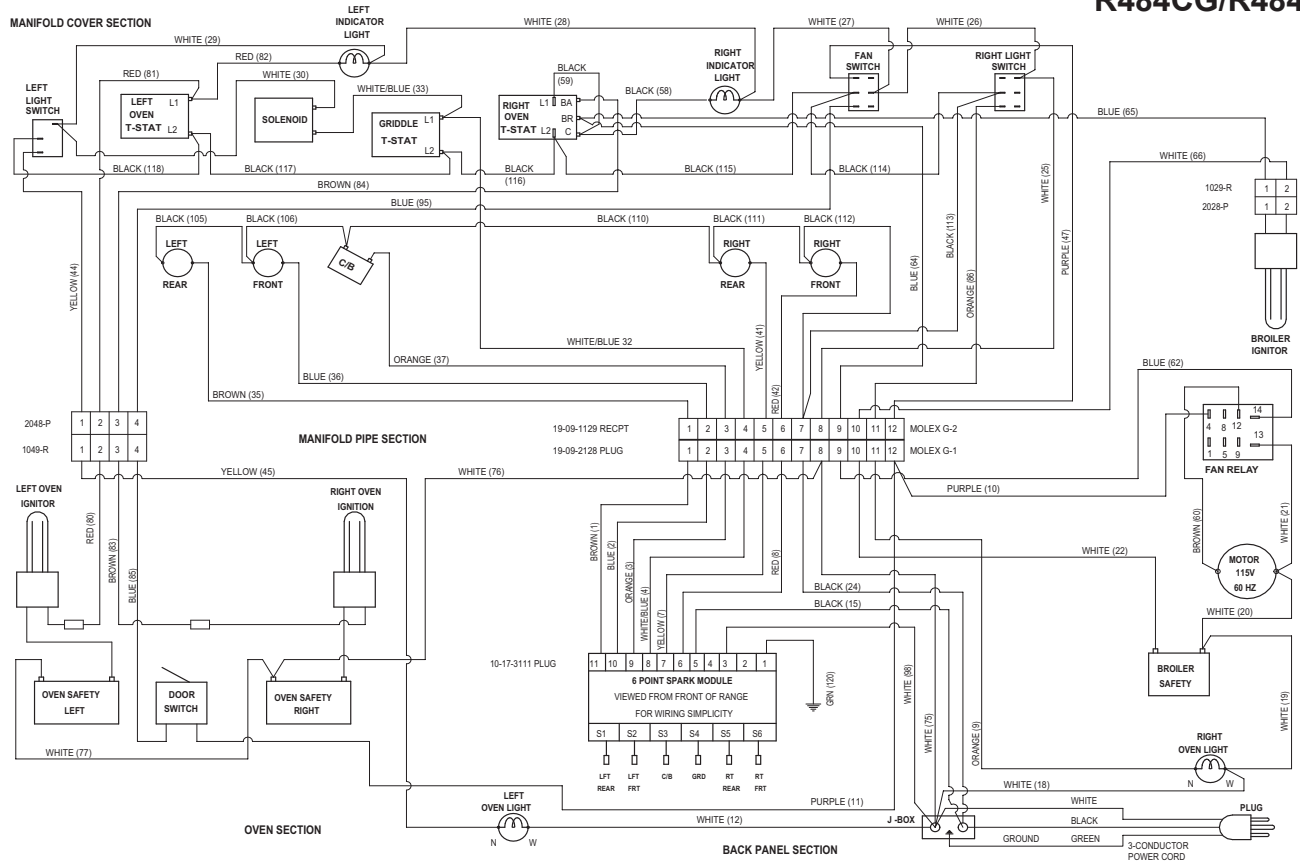 R484CG/R484
MANIFOLD COVER SECTION
WHITE (29)
RED (82)
LEFT
INDICATOR
LIGHT
WHITE (28)
WHITE (27)
WHITE (26)
RED (81)
WHITE (30)
WHITE/BLUE (33)
BLACK
(59)
RIGHT
INDICATOR
LIGHT
FAN
SWITCH
RIGHT LIGHT
SWITCH
LEFT
LIGHT
SWITCH
LEFT
OVEN
T-STAT
L1
L2
SOLENOID
GRIDDLE
T-STAT
L1
L2
RIGHT
OVEN
T-STAT
L1
BA
BR
L2
C
BLACK (58)
BLUE (65)
WHITE (66)
BLACK (118)
BLACK (117)
BLACK
(116)
BLACK (115)
BLACK (114)
WHITE (25)
BROWN (84)
BLUE (95)
1029-R
1 2
2028-P
1 2
BLACK (105)
BLACK (106)
BLACK (110)
BLACK (111)
BLACK (112)
BLACK (113)
PURPLE (47)
LEFT
REAR
LEFT
FRONT
C/B
RIGHT
REAR
RIGHT
FRONT
BLUE (64)
ORANGE (86)
YELLOW (44)
BROILER
IGNITOR
WHITE/BLUE 32
YELLOW (41)
ORANGE (37)
BLUE (36)
BROWN (35)
RED (42)
BLUE (62)
2048-P
1 2 3 4
1049-R
1 2 3 4
MANIFOLD PIPE SECTION
19-09-1129 RECPT
1 2 3 4 5 6 7 8 9 10 11 12
MOLEX G-2
19-09-2128 PLUG
1 2 3 4 5 6 7 8 9 10 11 12
MOLEX G-1
14
4 8 12
13
1 5 9
FAN RELAY
YELLOW (45)
WHITE (76)
PURPLE (10)
LEFT OVEN
IGNITOR
RIGHT OVEN
IGNITION
RED (80)
BROWN (83)
BLUE (85)
BROWN (1)
BLUE (2)
ORANGE (3)
WHITE/BLUE (4)
YELLOW (7)
RED (8)
BROWN (60)
WHITE (21)
WHITE (22)
MOTOR
115V
60 HZ
BLACK (24)
BLACK (15)
WHITE (20)
10-17-3111 PLUG
11 10 9 8 7 6 5 4 3 2 1
6 POINT SPARK MODULE
VIEWED FROM FRONT OF RANGE
FOR WIRING SIMPLICITY
S1 S2 S3 S4 S5 S6
LFT
REAR
LFT
FRT
C/B
GRD
RT
REAR
RT
FRT
GRN (120)
WHITE (98)
WHITE (75)
ORANGE (9)
BROILER
SAFETY
WHITE (19)
OVEN SAFETY
LEFT
DOOR
SWITCH
OVEN SAFETY
RIGHT
WHITE (77)
RIGHT
OVEN LIGHT
N W
WHITE (18)
PURPLE (11)
LEFT
OVEN LIGHT
N W
WHITE (12)
J -BOX
WHITE
BLACK
GROUND
GREEN
PLUG
3-CONDUCTOR
POWER CORD
OVEN SECTION
BACK PANEL SECTION